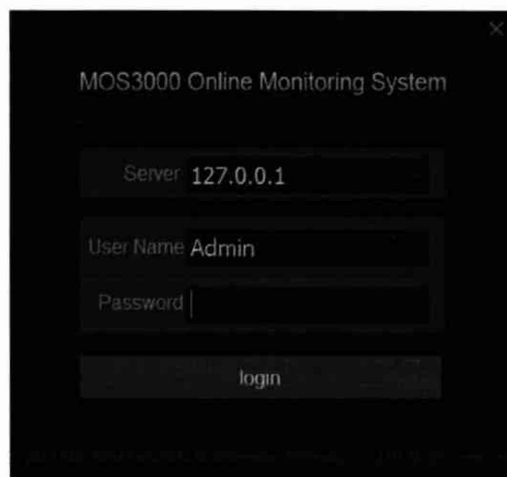 MOS3000 Online Monitoring System
Server 127.0.0.1
User Name Admin
Password
login